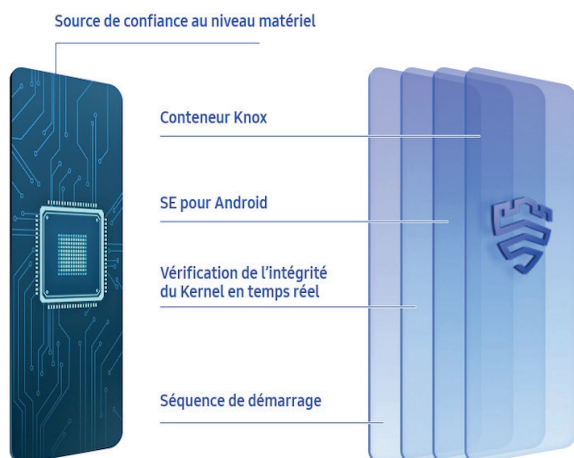 Source de confiance au niveau matériel
Conteneur Knox
SE pour Android
Vérification de l'intégrité
du Kernel en temps réel
Séquence de démarrage